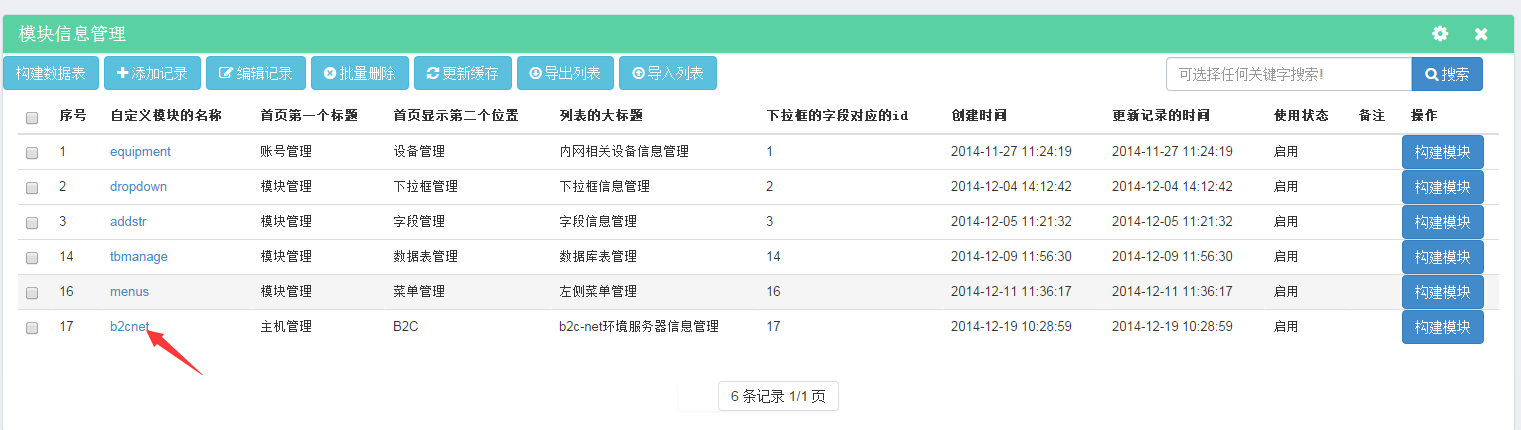 模块信息管理
构建数据表 添加记录 编辑记录 批量删除 更新缓存 导出列表 导入列表 可选择任何关键字搜索! 搜索
序号 自定义模块的名称 首页第一个标题 首页显示第二个位置 列表的大标题 下拉框的字段对应的id 创建时间 更新记录的时间 使用状态 备注 操作
1 equipment 账号管理 设备管理 内网相关设备信息管理 1 2014-11-27 11:24:19 2014-11-27 11:24:19 启用 构建模块
2 dropdown 模块管理 下拉框管理 下拉框信息管理 2 2014-12-04 14:12:42 2014-12-04 14:12:42 启用 构建模块
3 addstr 模块管理 字段管理 字段信息管理 3 2014-12-05 11:21:32 2014-12-05 11:21:32 启用 构建模块
14 tbmanage 模块管理 数据表管理 数据库表管理 14 2014-12-09 11:56:30 2014-12-09 11:56:30 启用 构建模块
16 menus 模块管理 菜单管理 左侧菜单管理 16 2014-12-11 11:36:17 2014-12-11 11:36:17 启用 构建模块
17 b2cnet 主机管理 B2C b2c-net环境服务器信息管理 17 2014-12-19 10:28:59 2014-12-19 10:28:59 启用 构建模块
6 条记录 1/1 页